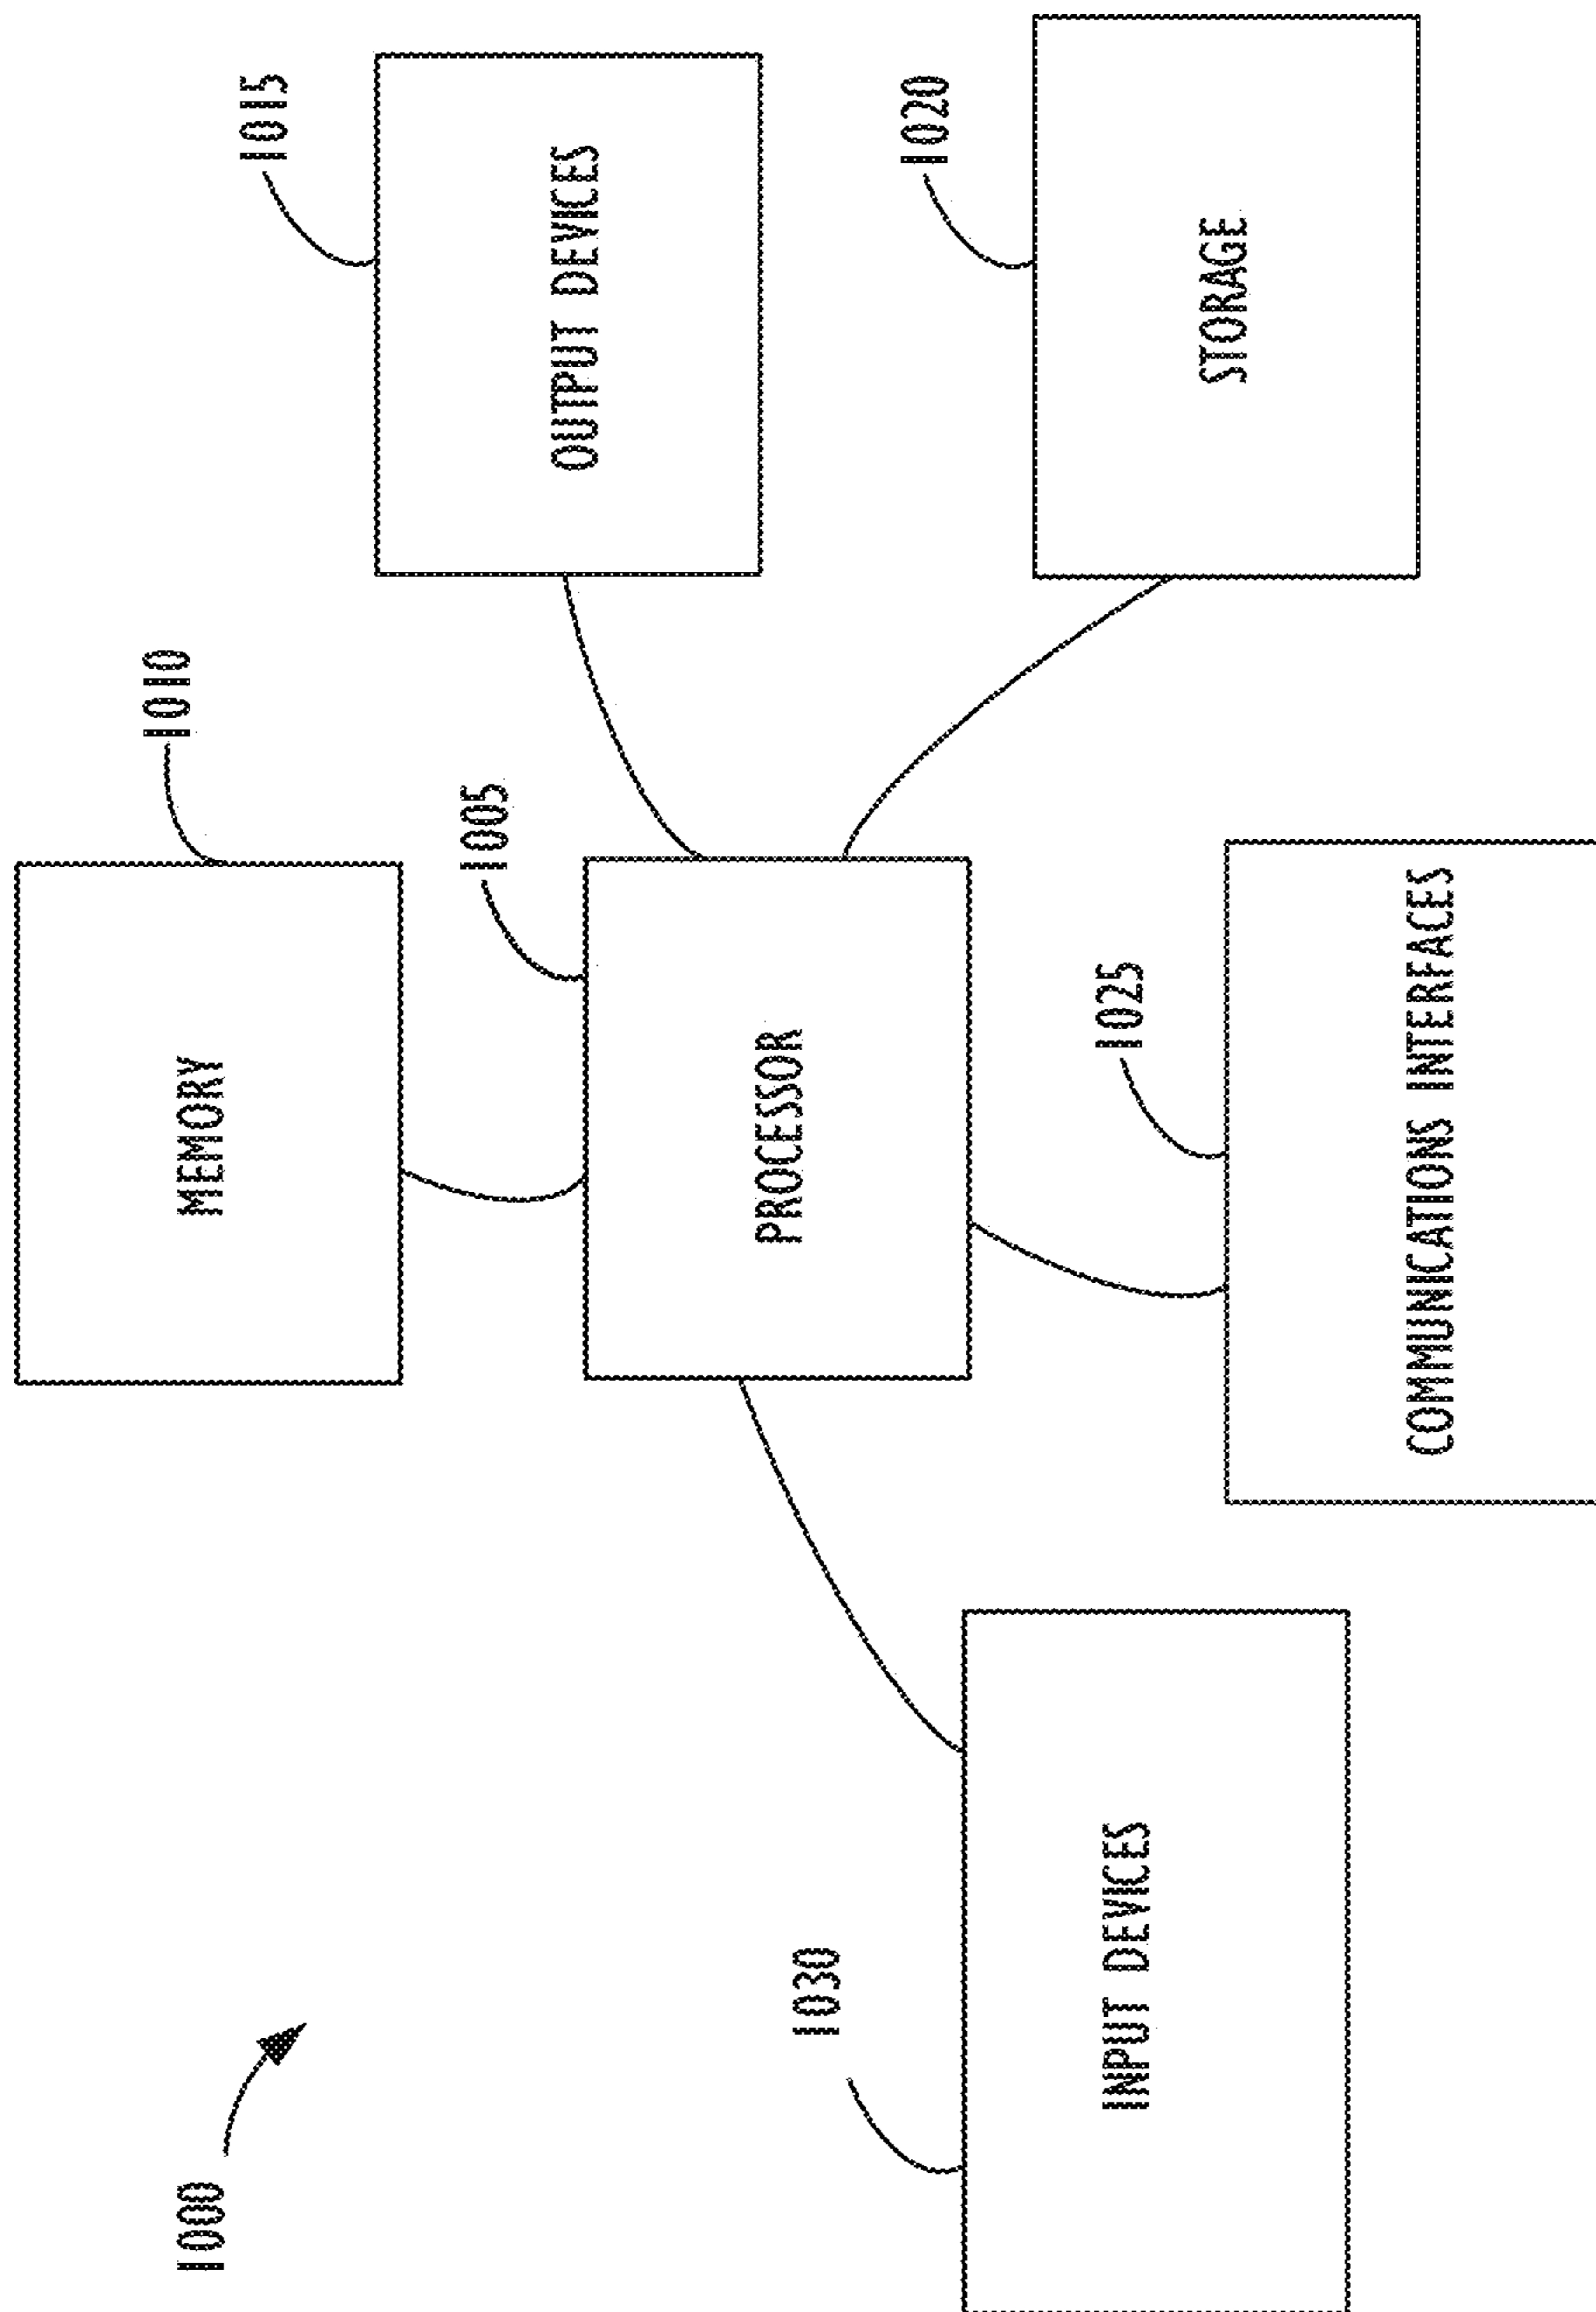 1010
MEMORY
1015
OUTPUT DEVICES
1005
PROCESSOR
1020
STORAGE
1025
COMMUNICATIONS INTERFACES
1030
INPUT DEVICES
1000